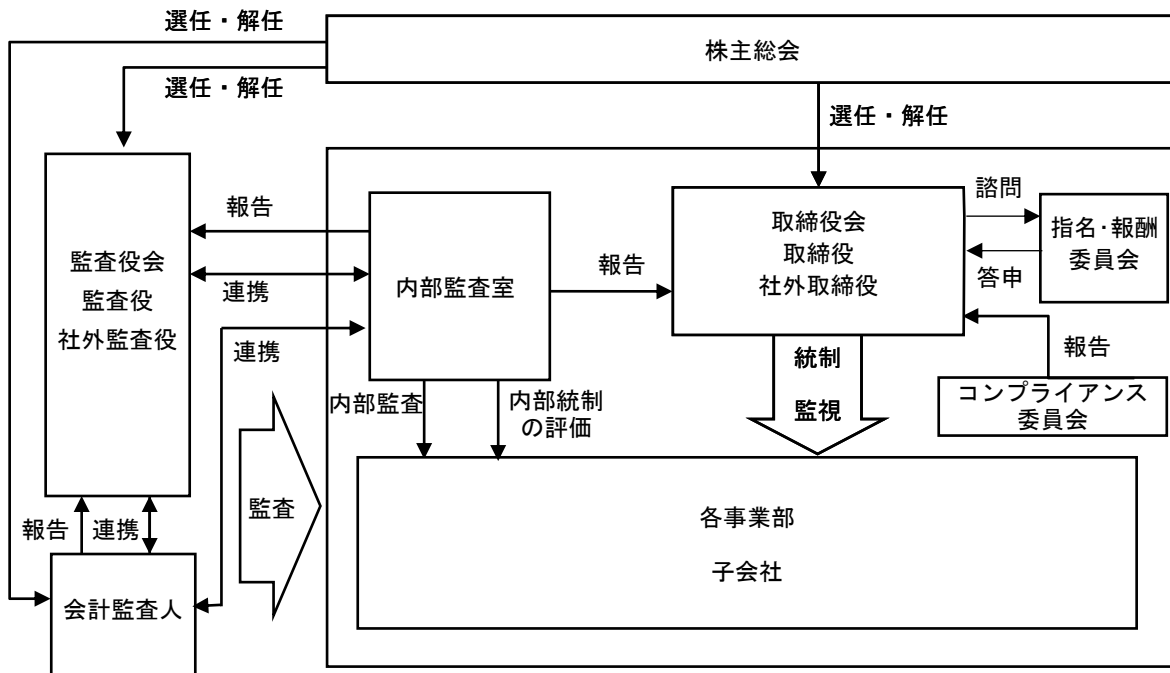 選任・解任
株主総会
選任・解任
選任・解任
諮問
報告
取締役会
取締役
社外取締役
指名・報酬
委員会
監査役会
監査役
社外監査役
連携
内部監査室
報告
答申
連携
統制
監視
報告
内部監査
内部統制
の評価
コンプライアンス
委員会
監査
各事業部
子会社
報告
連携
会計監査人